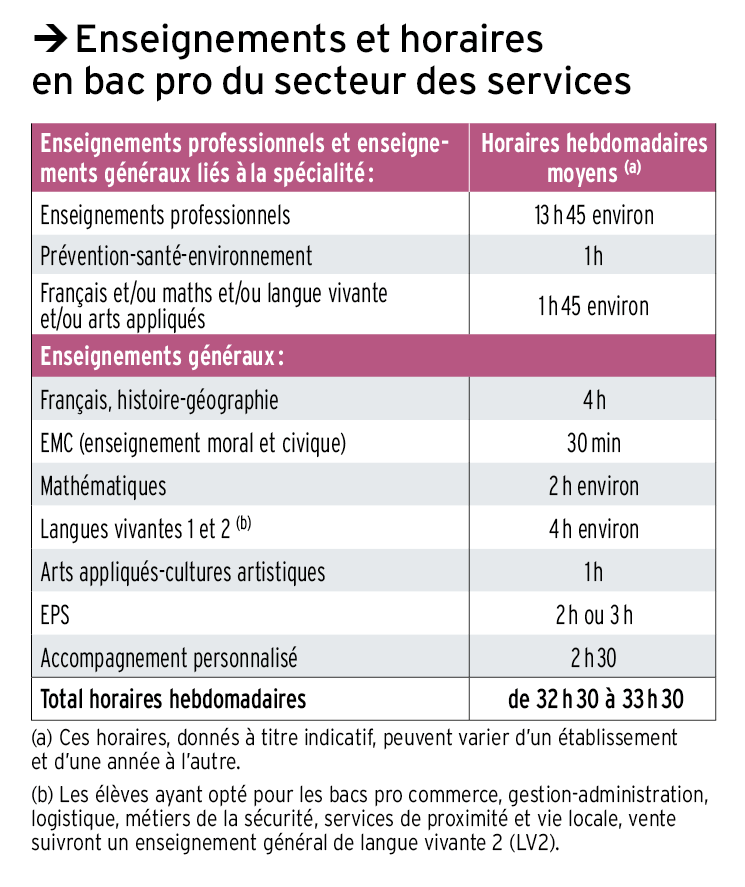 → Enseignements et horaires
en bac pro du secteur des services
Enseignements professionnels et enseigne-
ments généraux liés à la spécialité :
Horaires hebdomadaires
moyens (a)
Enseignements professionnels 13 h 45 environ
Prévention-santé-environnement 1 h
Français et/ou maths et/ou langue vivante
et/ou arts appliqués
1 h 45 environ
Enseignements généraux :
Français, histoire-géographie 4 h
EMC (enseignement moral et civique) 30 min
Mathématiques 2 h environ
Langues vivantes 1 et 2 (b) 4 h environ
Arts appliqués-cultures artistiques 1 h
EPS 2 h ou 3 h
Accompagnement personnalisé 2 h 30
Total horaires hebdomadaires de 32 h 30 à 33 h 30
(a) Ces horaires, donnés à titre indicatif, peuvent varier d'un établissement
et d'une année à l'autre.
(b) Les élèves ayant opté pour les bacs pro commerce, gestion-administration,
logistique, métiers de la sécurité, services de proximité et vie locale, vente
suivront un enseignement général de langue vivante 2 (LV2).